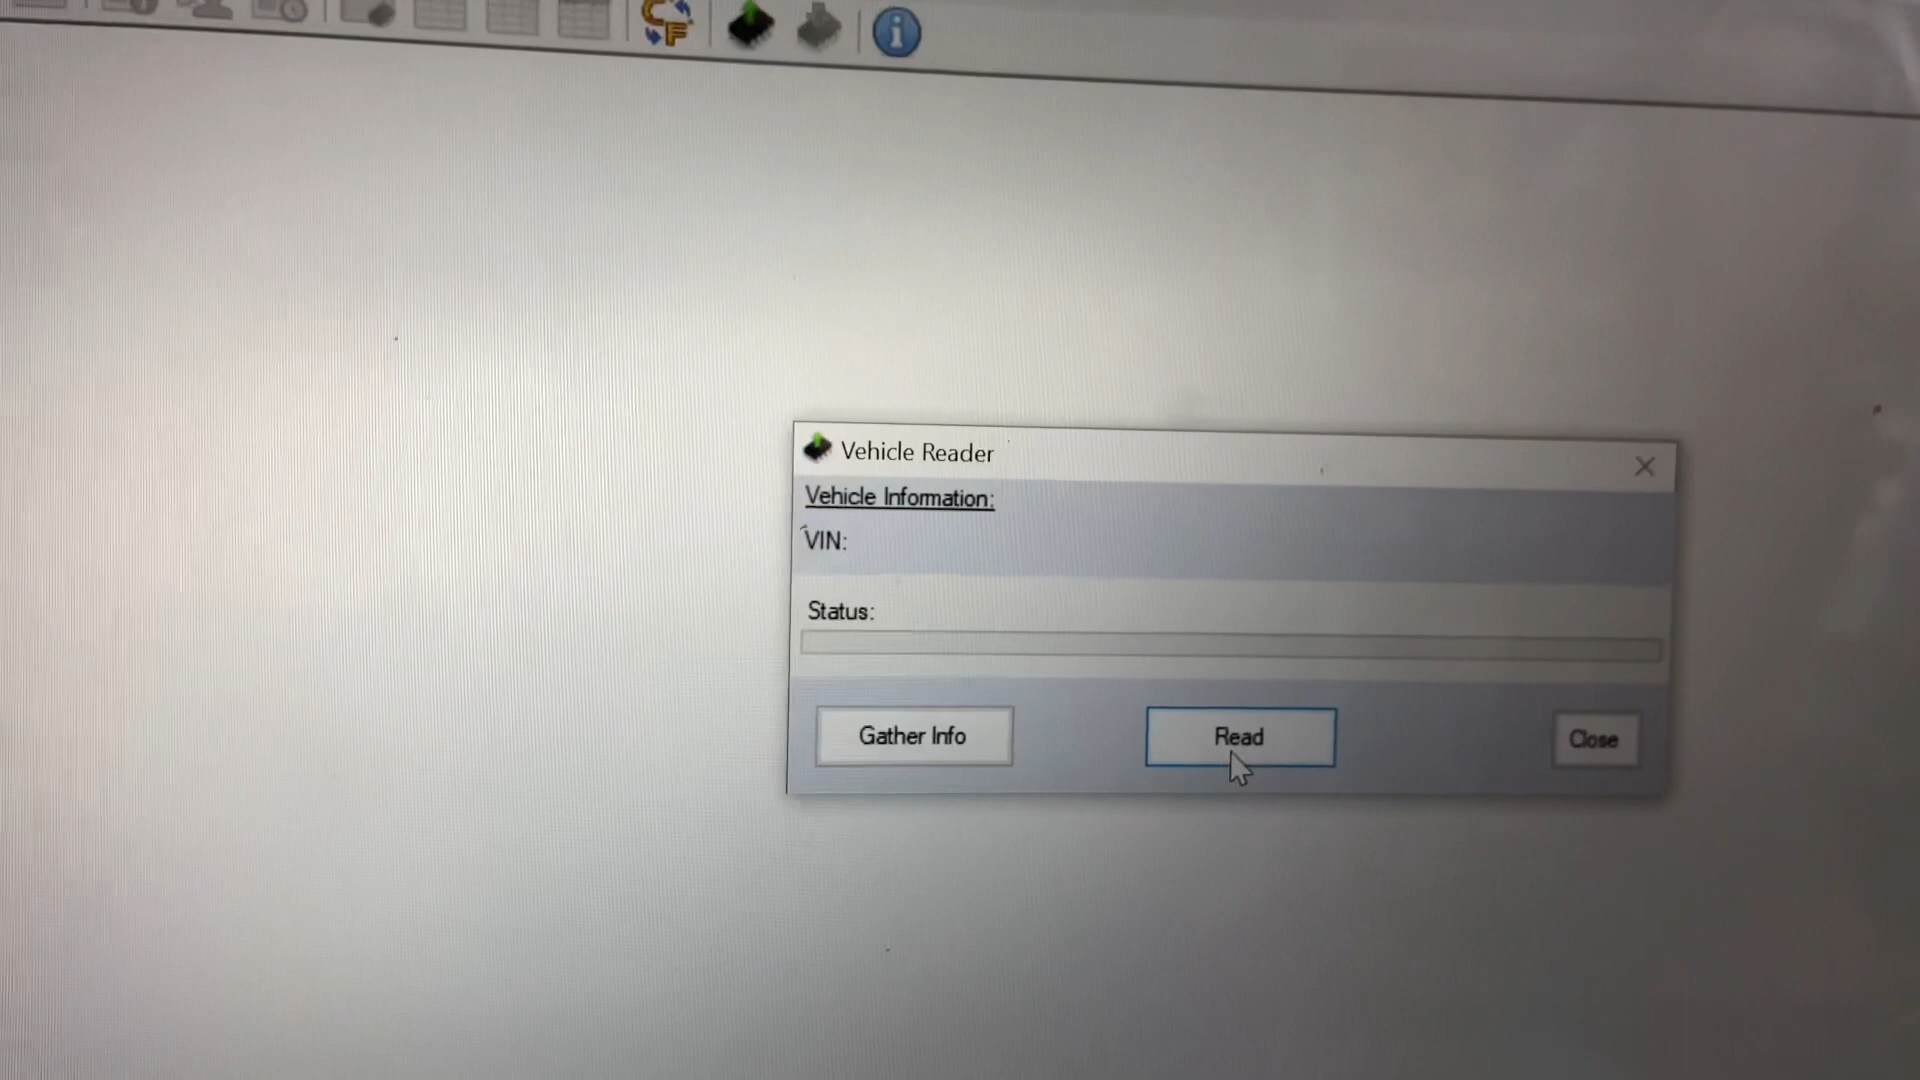 C
F
i
Vehicle Reader
Vehicle Information:
VIN:
Status:
Gather Info
Read
Close